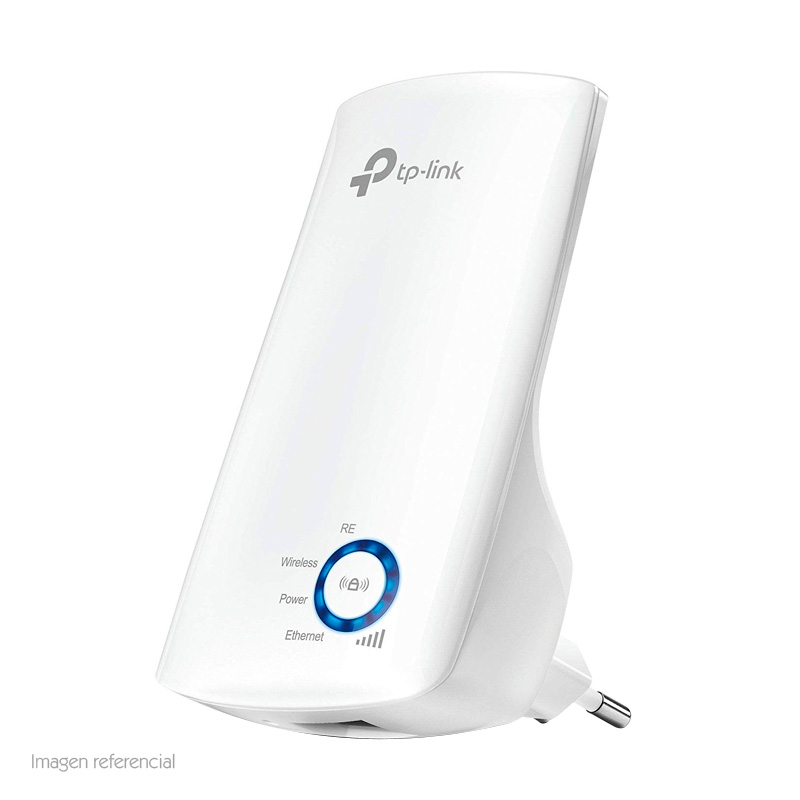 tp-link
RE
Wireless
Power
Ethernet
Imagen referencial